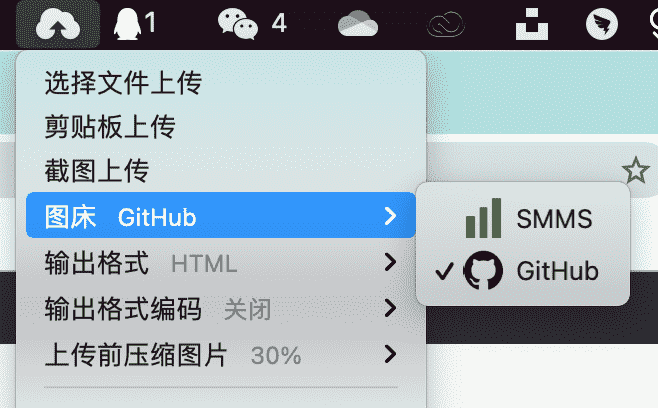 1 4
选择文件上传
剪贴板上传
截图上传
图床 GitHub
SMMS
输出格式 HTML
GitHub
输出格式编码 关闭
上传前压缩图片 30%